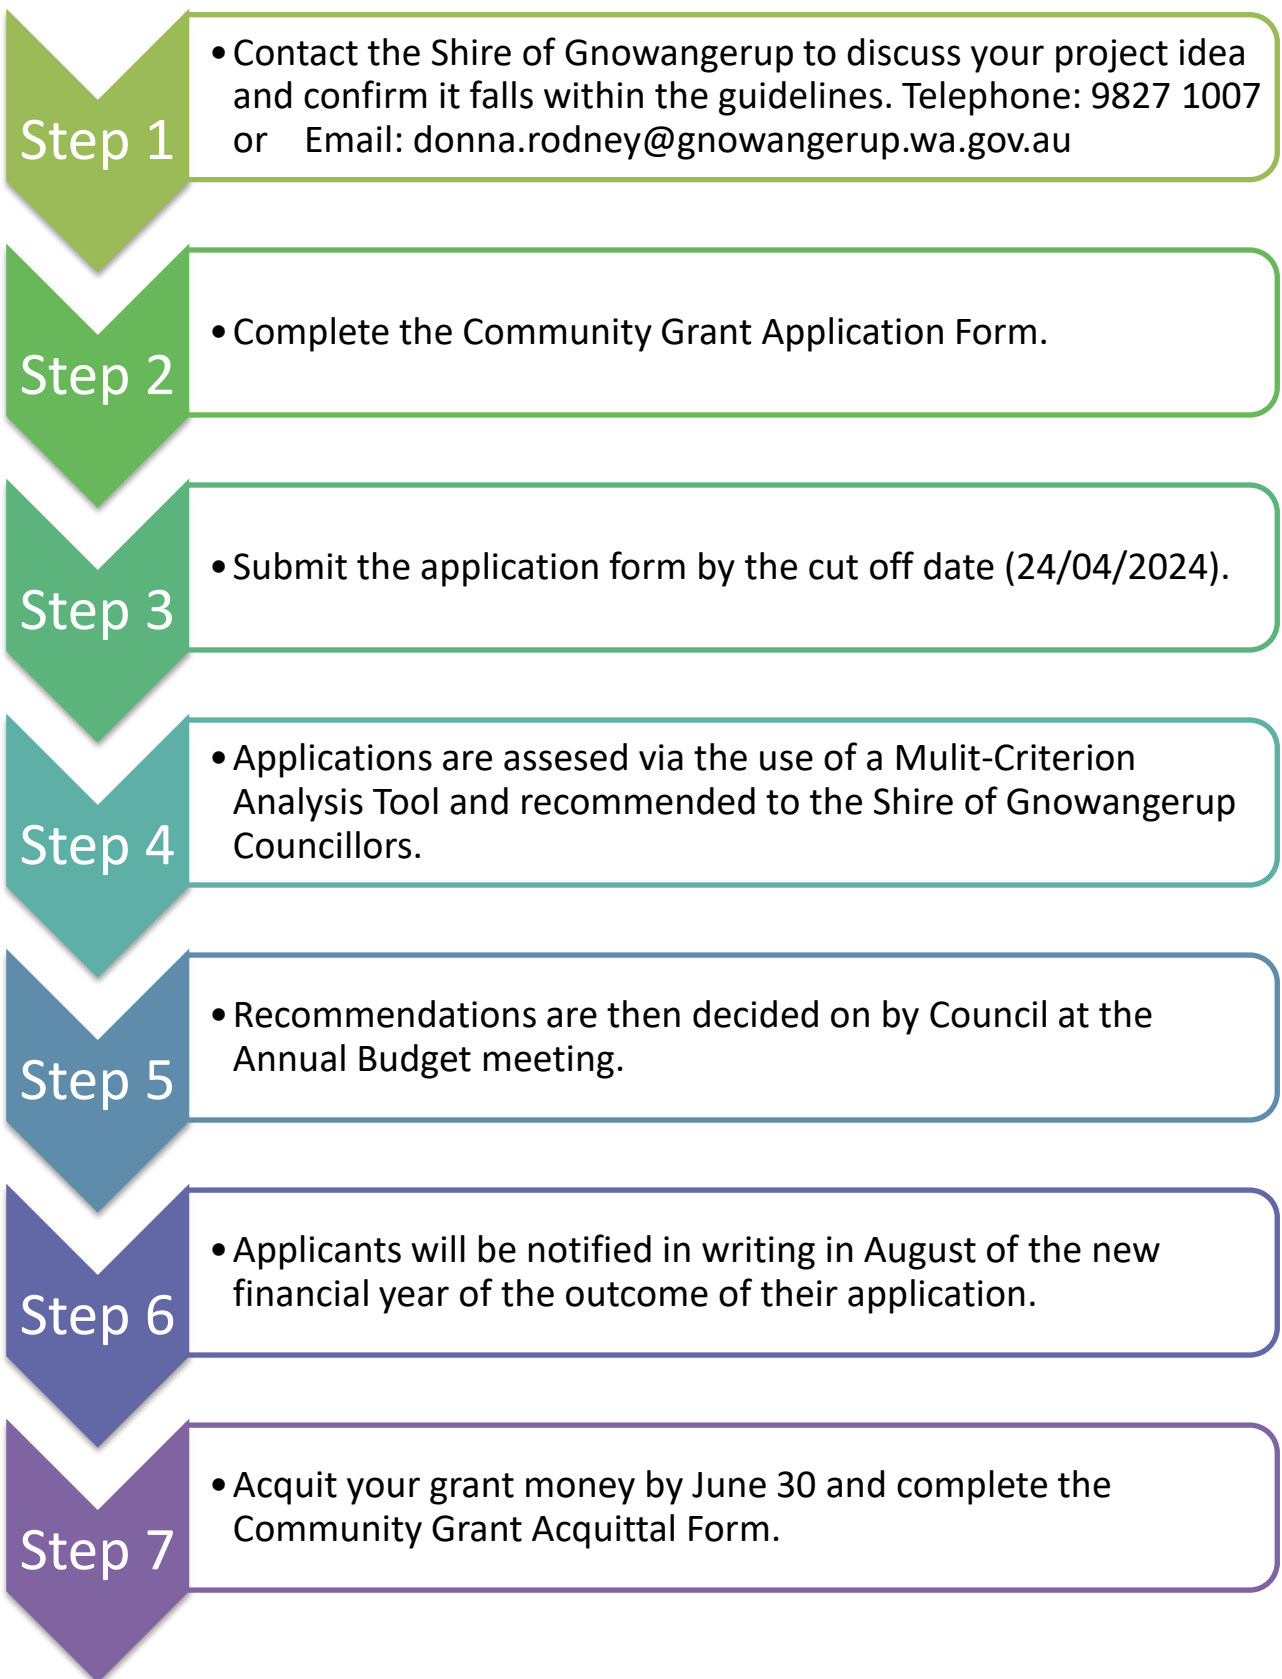 Step 1
• Contact the Shire of Gnowangerup to discuss your project idea
and confirm it falls within the guidelines. Telephone: 9827 1007
or Email: donna.rodney@gnowangerup.wa.gov.au
Step 2
• Complete the Community Grant Application Form.
Step 3
• Submit the application form by the cut off date (24/04/2024).
Step 4
• Applications are assesed via the use of a Mulit-Criterion
Analysis Tool and recommended to the Shire of Gnowangerup
Councillors.
Step 5
• Recommendations are then decided on by Council at the
Annual Budget meeting.
Step 6
• Applicants will be notified in writing in August of the new
financial year of the outcome of their application.
Step 7
• Acquit your grant money by June 30 and complete the
Community Grant Acquittal Form.